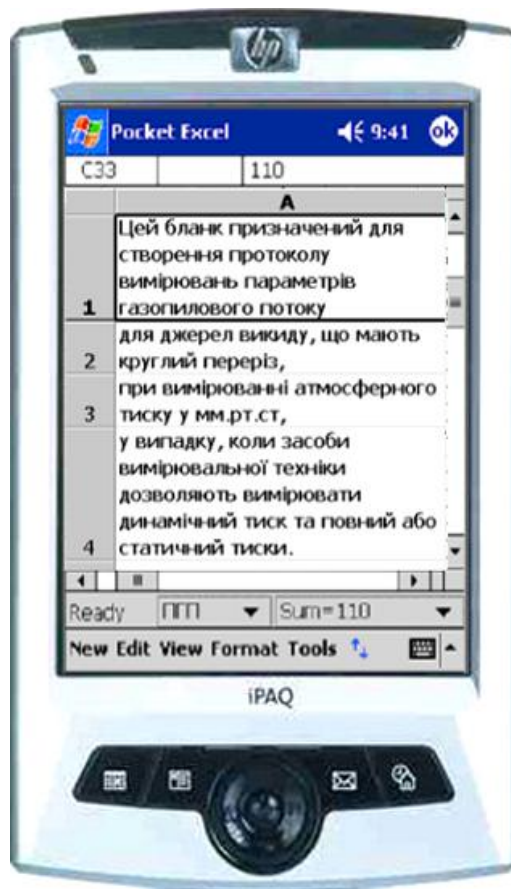 hp
Pocket Excel 9:41 ok
C33 110
A
Цей бланк призначений для
створення протоколу
вимірювань параметрів
1 газопилового потоку
для джерел викиду, що мають
2 круглий переріз,
при вимірюванні атмосферного
3 тиску у мм.рт.ст,
у випадку, коли засоби
вимірювальної техніки
дозволяють вимірювати
динамічний тиск та повний або
4 статичний тиски.
Ready ПГП Sum=110
New Edit View Format Tools
iPAQ